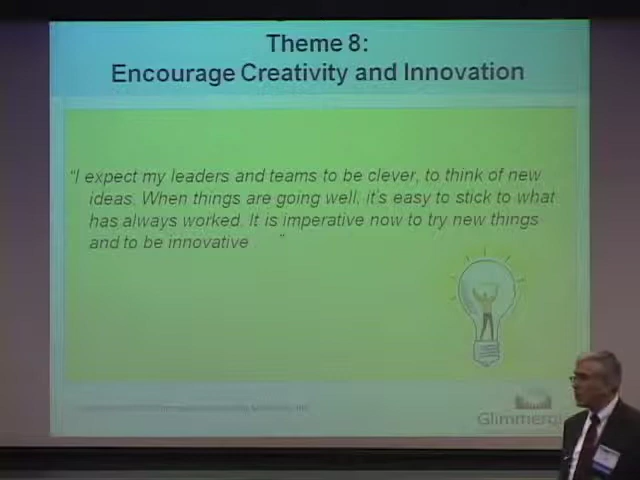 Theme 8:
Encourage Creativity and Innovation
"I expect my leaders and teams to be clever, to think of new
ideas. When things are going well, it's easy to stick to what
has always worked. It is imperative now to try new things
and to be innovative "
Glimmergl